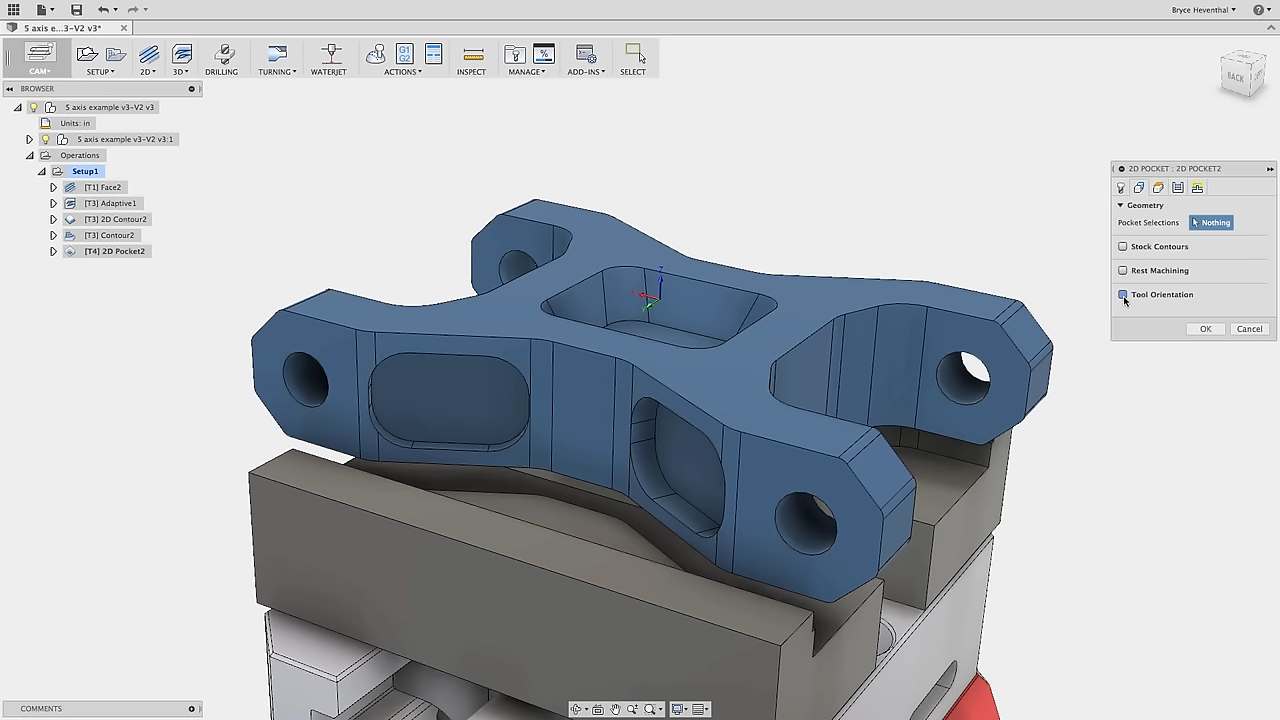 Bryce Heventhal
5 axis e...3-V2 v3*
CAM
SETUP
2D
3D
DRILLING
TURNING
WATERJET
G1
G2
ACTIONS
INSPECT
%
MANAGE
ADD-INS
SELECT
BACK
BROWSER
5 axis example v3-V2 v3
Units: in
5 axis example v3-V2 v3:1
Operations
Setup1
[T1] Face2
[T3] Adaptive1
[T3] 2D Contour2
[T3] Contour2
[T4] 2D Pocket2
Z
2D POCKET : 2D POCKET2
Geometry
Pocket Selections Nothing
Stock Contours
Rest Machining
Tool Orientation
OK Cancel
COMMENTS